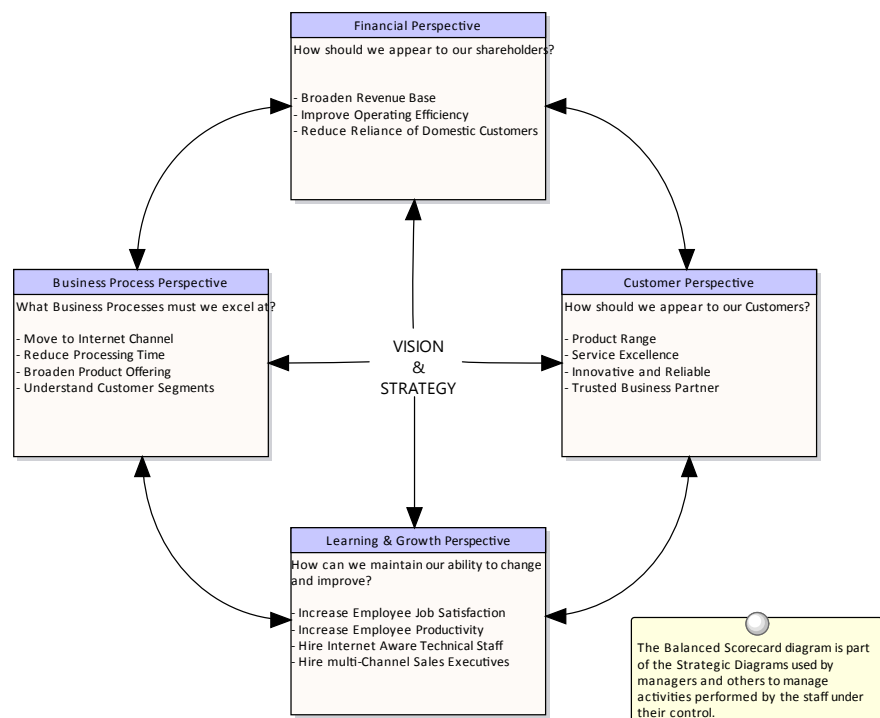 Financial Perspective
How should we appear to our shareholders?
- Broaden Revenue Base
- Improve Operating Efficiency
- Reduce Reliance of Domestic Customers
Business Process Perspective
What Business Processes must we excel at?
- Move to Internet Channel
- Reduce Processing Time
- Broaden Product Offering
- Understand Customer Segments
VISION
&
STRATEGY
Customer Perspective
How should we appear to our Customers?
- Product Range
- Service Excellence
- Innovative and Reliable
- Trusted Business Partner
Learning & Growth Perspective
How can we maintain our ability to change
and improve?
- Increase Employee Job Satisfaction
- Increase Employee Productivity
- Hire Internet Aware Technical Staff
- Hire multi-Channel Sales Executives
The Balanced Scorecard diagram is part
of the Strategic Diagrams used by
managers and others to manage
activities performed by the staff under
their control.